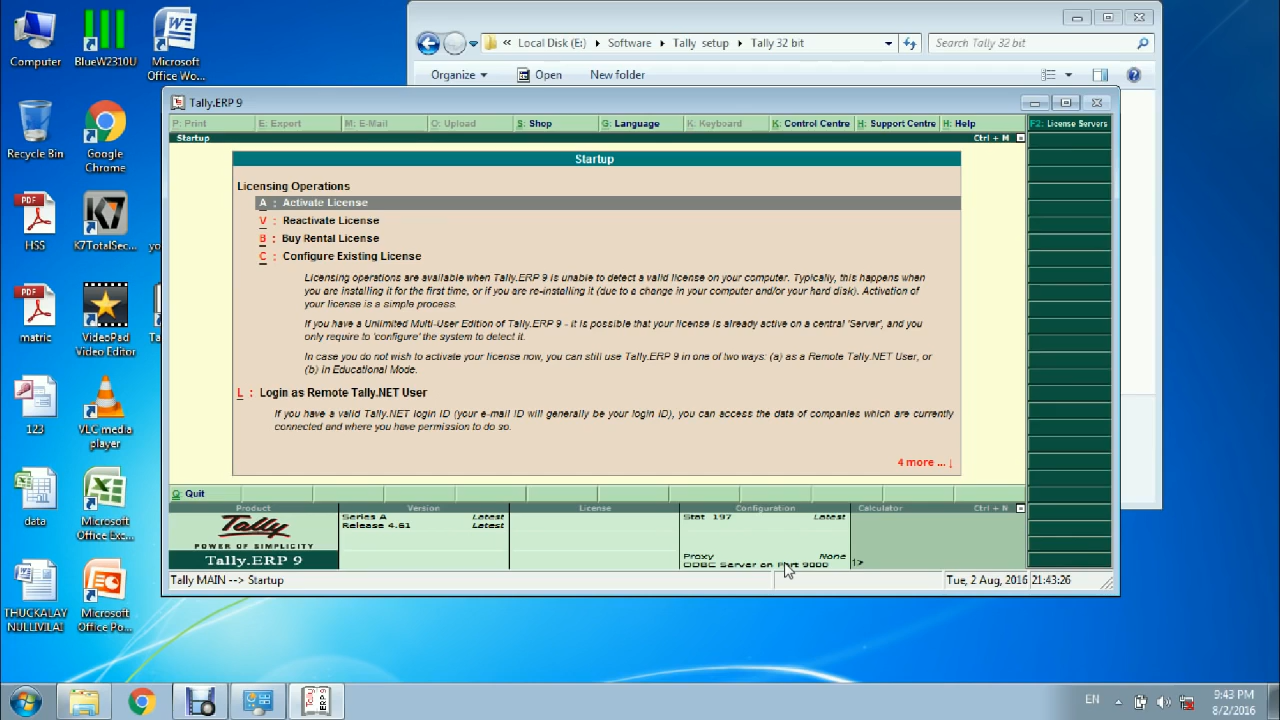 Computer
BlueW2310U
Microsoft
Office Wo...
Recycle Bin
Google
Chrome
PDF
HSS
K7
K7TotalSec...
yo
PDF
matric
VideoPad
Video Editor
Ta
123
VLC media
player
data
Microsoft
Office Exc...
THUCKALAY
NULLIVILAI
Microsoft
Office Po...
« Local Disk (E:) Software Tally setup Tally 32 bit
Search Tally 32 bit
Organize Open New folder
Tally.ERP 9
P: Print E: Expert M: E-Mail O: Upload S: Shop G: Language K: Keyboard K: Control Centre H: Support Centre H: Help F2: License Servers
Startup Ctrl + M
Startup
Licensing Operations
A : Activate License
V : Reactivate License
B : Buy Rental License
C : Configure Existing License
Licensing operations are available when Tally.ERP 9 is unable to detect a valid license on your computer. Typically, this happens when
you are installing it for the first time, or if you are re-installing it (due to a change in your computer and/or your hard disk). Activation of
your license is a simple process.
If you have a Unlimited Multi-User Edition of Tally.ERP 9 - it is possible that your license is already active on a central 'Server', and you
only require to 'configure' the system to detect it.
In case you do not wish to activate your license now, you can still use Tally.ERP 9 in one of two ways: (a) as a Remote Tally.NET User, or
(b) in Educational Mode.
L : Login as Remote Tally.NET User
If you have a valid Tally.NET login ID (your e-mail ID will generally be your login ID), you can access the data of companies which are currently
connected and where you have permission to do so.
4 more ... ↓
Q: Quit
Product Version License Configuration Calculator Ctrl + M
Tally
POWER OF SIMPLICITY
Tally.ERP 9
Series A Latest
Release 4.61 Latest
Stat 197 Latest
Proxy None
ODBC Server on Port 9000
1>
Tally MAIN --> Startup
Tue, 2 Aug, 2016 21:43:26
EN
9:43 PM
8/2/2016